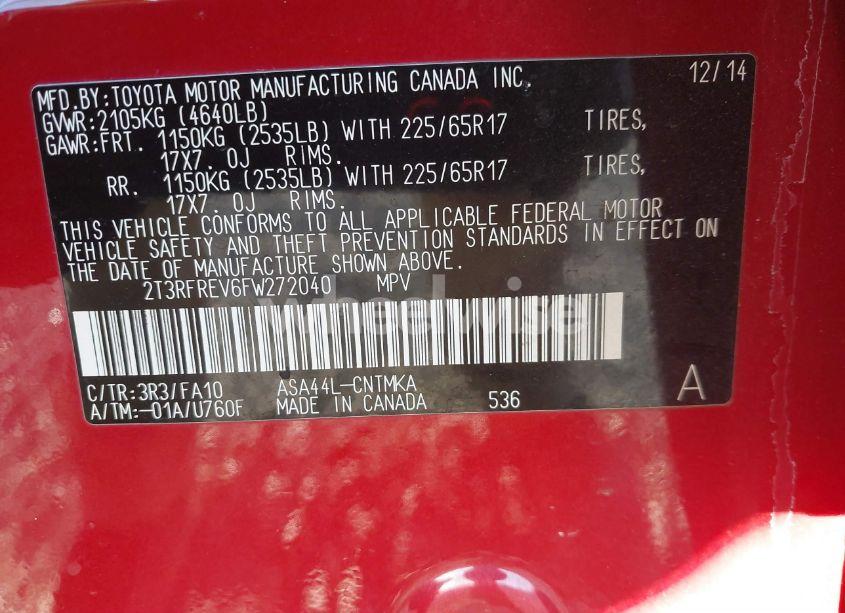 MFD.BY:TOYOTA MOTOR MANUFACTURING CANADA INC. 12/14
GVWR:2105KG (4640LB)
GAWR:FRT. 1150KG (2535LB) WITH 225/65R17 TIRES,
17X7.0J RIMS.
RR. 1150KG (2535LB) WITH 225/65R17 TIRES,
17X7.0J RIMS.
THIS VEHICLE CONFORMS TO ALL APPLICABLE FEDERAL MOTOR
VEHICLE SAFETY AND THEFT PREVENTION STANDARDS IN EFFECT ON
THE DATE OF MANUFACTURE SHOWN ABOVE.
2T3RFREV6FW272040 MPV
wheelwise
C/TR:3R3/FA10 ASA44L-CNTMKA
A/TM:-01A/U760F MADE IN CANADA 536 A